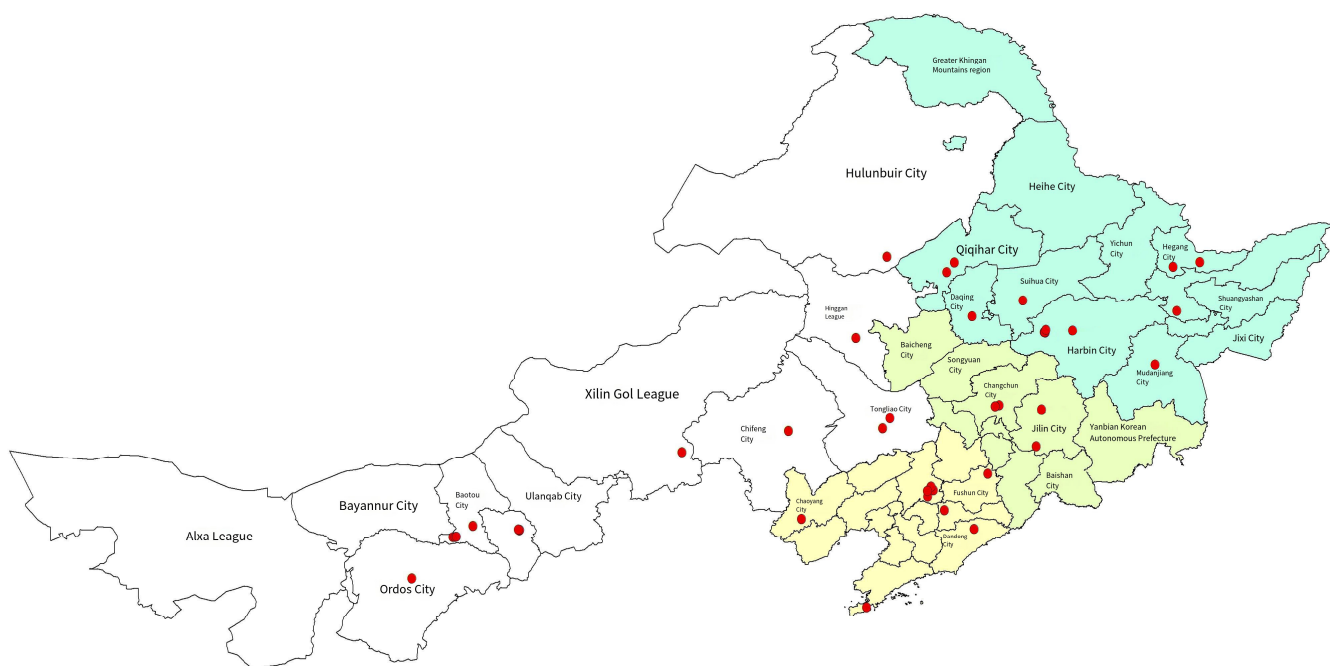 Greater Khingan
Mountains region
Hulunbuir City
Heihe City
Qiqihar City
Yichun
City
Hegang
City
Suihua City
Daqing
City
Shuangyashan
City
Hinggan
League
Harbin City
Jixi City
Baicheng
City
Songyuan
City
Mudanjiang
City
Xilin Gol League
Changchun
City
Tongliao City
Chifeng
City
Jilin City
Yanbian Korean
Autonomous Prefecture
Baishan
City
Bayannur City
Baotou
City
Ulanqab City
Fushun City
Chaoyang
City
Alxa League
Dandong
City
Ordos City